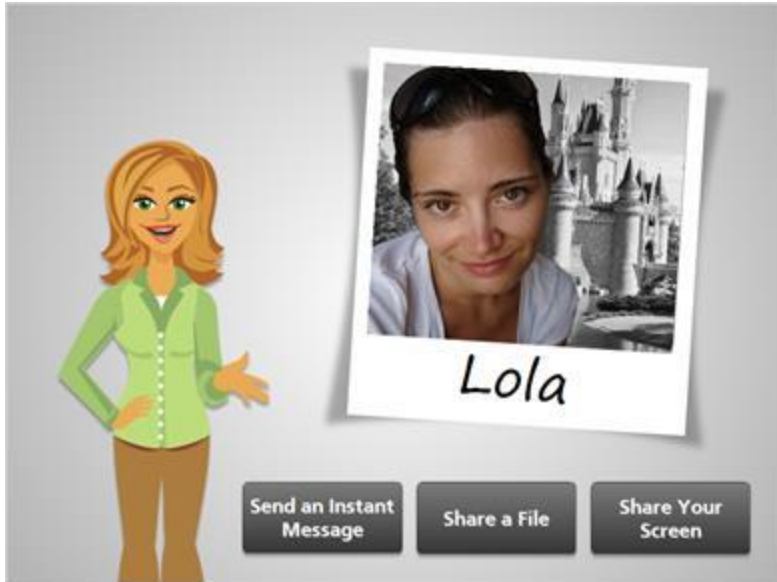 Lola
Send an Instant
Message
Share a File
Share Your
Screen